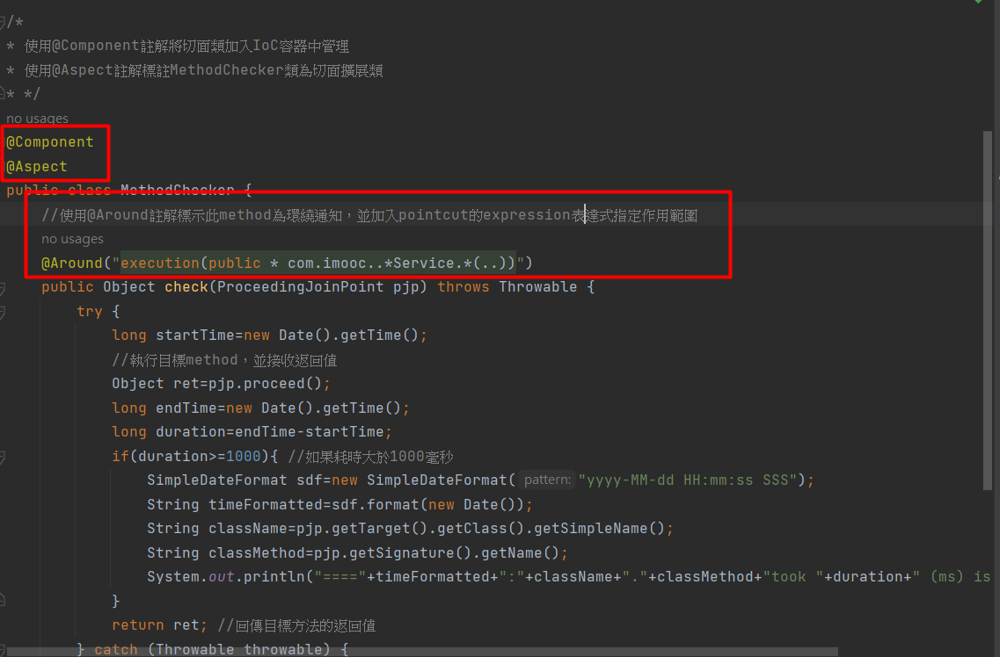 /*
* 使用@Component註解將切面類加入IoC容器中管理
* 使用@Aspect註解標註MethodChecker類為切面擴展類
* */
no usages
@Component
@Aspect
public class MethodChecker {
//使用@Around註解標示此method為環繞通知，並加入pointcut的expression表達式指定作用範圍
no usages
@Around("execution(public * com.imooc..*Service.*(..))")
public Object check(ProceedingJoinPoint pjp) throws Throwable {
try {
long startTime=new Date().getTime();
//執行目標method，並接收返回值
Object ret=pjp.proceed();
long endTime=new Date().getTime();
long duration=endTime-startTime;
if(duration>=1000){ //如果耗時大於1000毫秒
SimpleDateFormat sdf=new SimpleDateFormat( pattern: "yyyy-MM-dd HH:mm:ss SSS");
String timeFormatted=sdf.format(new Date());
String className=pjp.getTarget().getClass().getSimpleName();
String classMethod=pjp.getSignature().getName();
System.out.println("===="+timeFormatted+":"+className+"."+classMethod+"took "+duration+" (ms) is
}
return ret; //回傳目標方法的返回值
} catch (Throwable throwable) {